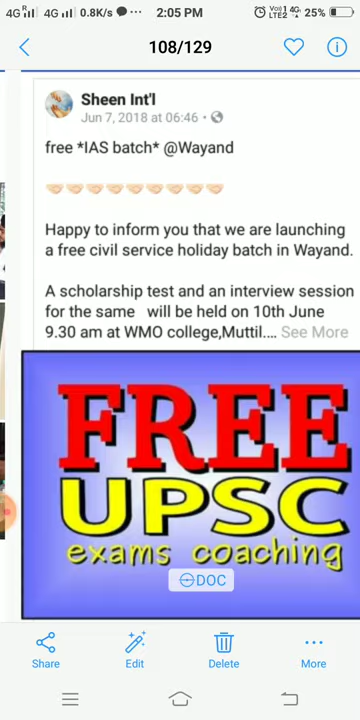 4G R 4G 0.8K/s ... 2:05 PM 4G LTE2 25%
108/129
Sheen Int'l
Jun 7, 2018 at 06:46 •
free *IAS batch* @Wayand
Happy to inform you that we are launching
a free civil service holiday batch in Wayand.
A scholarship test and an interview session
for the same will be held on 10th June
9.30 am at WMO college,Muttil.... See More
FREE
UPSC
exams coaching
DOC
Share Edit Delete More